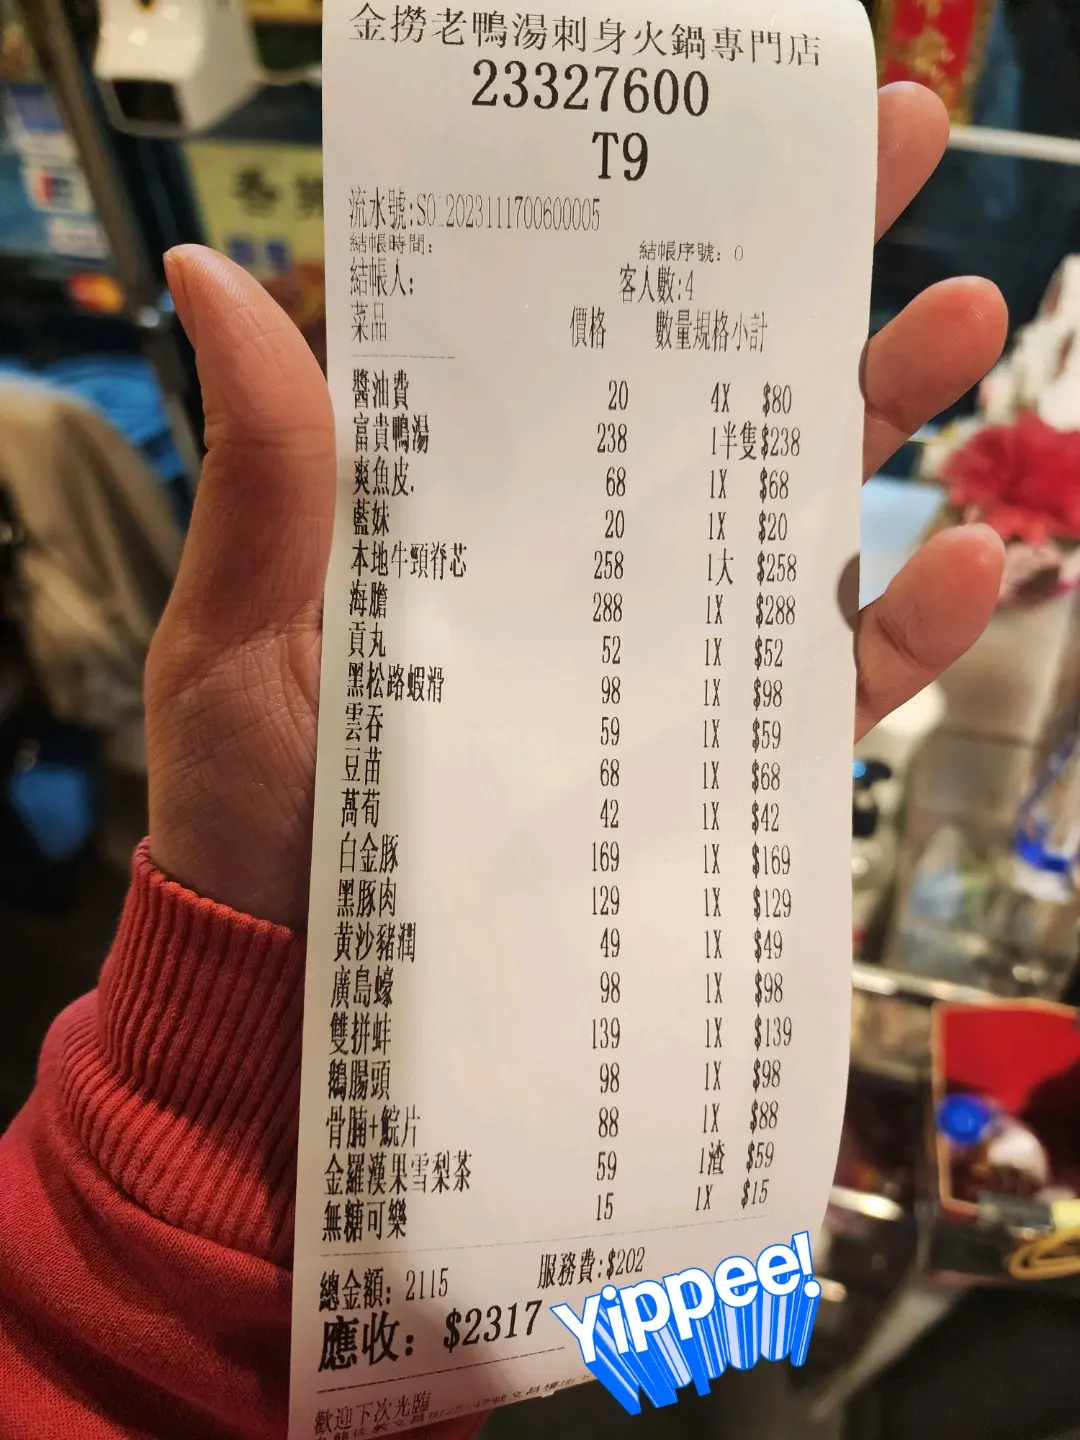 金撈老鴨湯刺身火鍋專門店
23327600
T9
流水號:S01202311170060005
結帳時間: 結帳序號: 0
結帳人: 客人數:4
菜品 價格 數量規格小計
醬油費 20 4X $80
富貴鴨湯 238 1半隻$238
爽魚皮. 68 1X $68
藍妹 20 1X $20
本地牛頸脊芯 258 1大 $258
海膽 288 1X $288
貢丸 52 1X $52
黑松路蝦滑 98 1X $98
雲吞 59 1X $59
豆苗 68 1X $68
萵荀 42 1X $42
白金豚 169 1X $169
黑豚肉 129 1X $129
黃沙豬潤 49 1X $49
廣島蠔 98 1X $98
雙拼蚌 139 1X $139
鵝腸頭 98 1X $98
骨腩+鯇片 88 1X $88
金羅漢果雪梨茶 59 1渣 $59
無糖可樂 15 1X $15
總金額: 2115 服務費:$202
應收: $2317
Yippee!
歡迎下次光臨